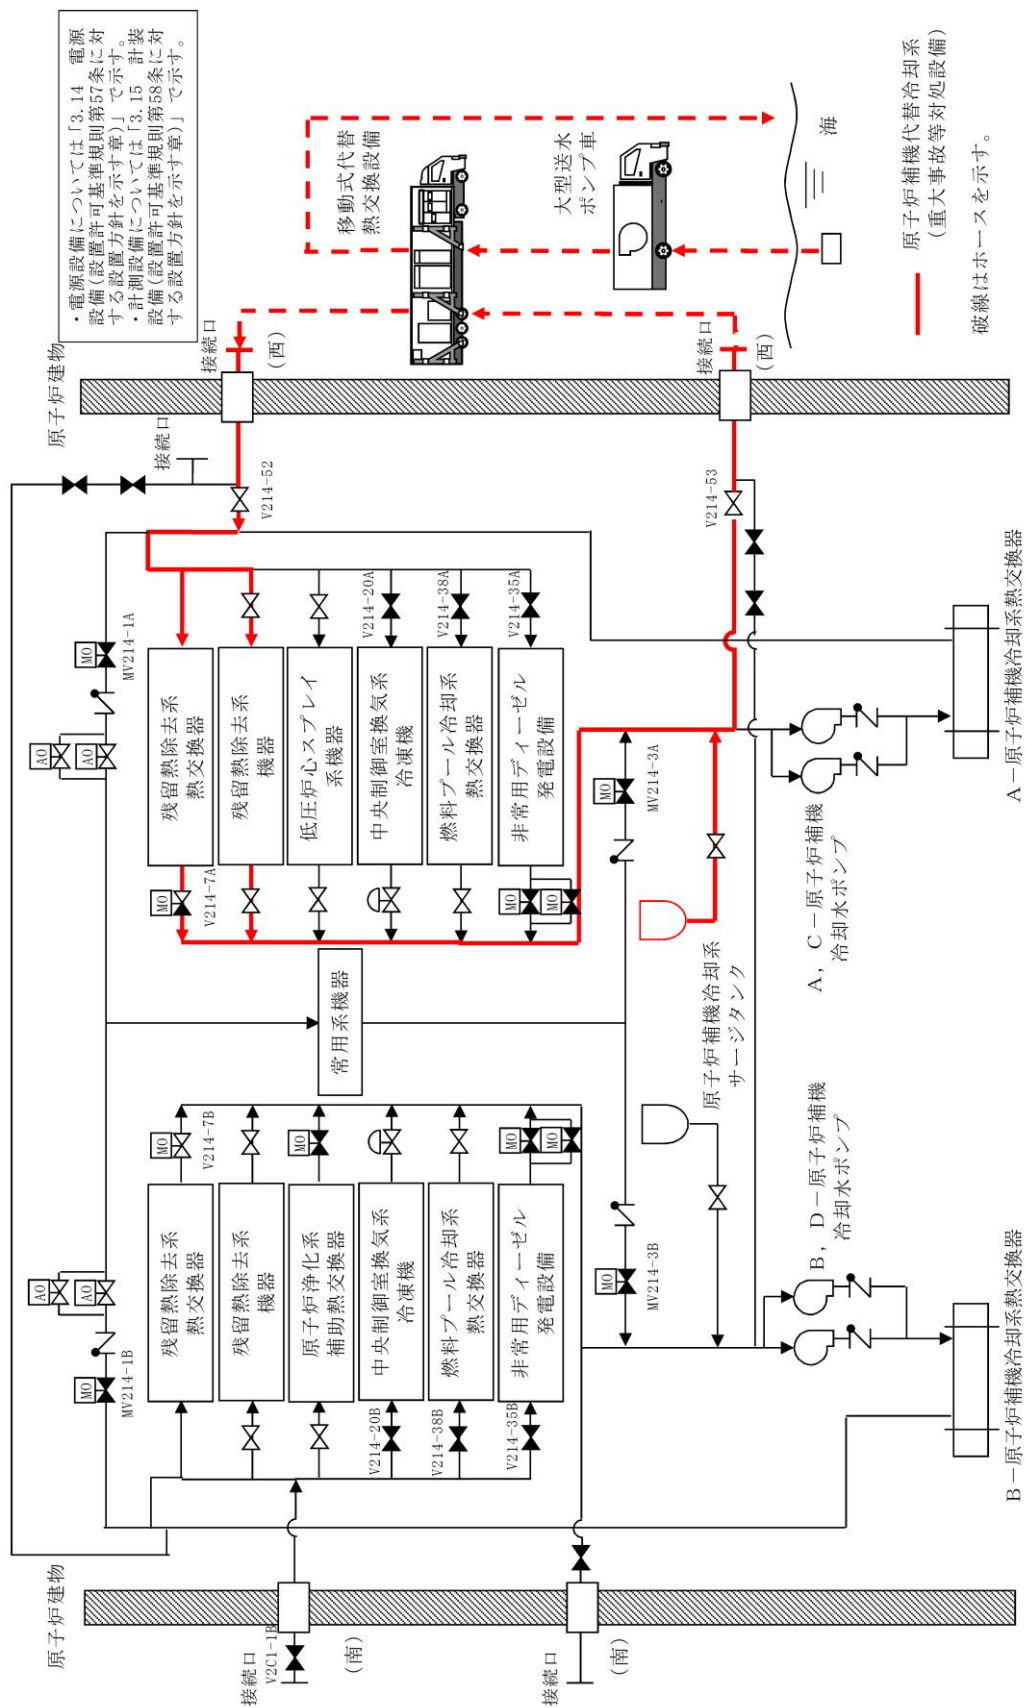 ・電源設備については「3.14　電源
設備(設置許可基準規則第57条に対
する設置方針を示す章)」で示す。
・計測設備については「3.15　計装
設備(設置許可基準規則第58条に対
する設置方針を示す章)」で示す。
原子炉建物
原子炉建物
接続口
V2C1-1B
(南)
接続口
(南)
MO
MV214-1B
AO
AO
AO
AO
MO
MV214-1A
接続口
V214-52
接続口
(西)
移動式代替
熱交換設備
大型送水
ポンプ車
海
原子炉補機代替冷却系
(重大事故等対処設備)
破線はホースを示す。
残留熱除去系
熱交換器
残留熱除去系
機器
原子炉浄化系
補助熱交換器
中央制御室換気系
冷凍機
燃料プール冷却系
熱交換器
非常用ディーゼル
発電設備
V214-20B
V214-38B
V214-35B
MO
V214-7B
MO
MO
MO
常用系機器
MO
V214-7A
MO
MO
残留熱除去系
熱交換器
残留熱除去系
機器
低圧炉心スプレイ
系機器
中央制御室換気系
冷凍機
燃料プール冷却系
熱交換器
非常用ディーゼル
発電設備
V214-20A
V214-38A
V214-35A
MO
MV214-3B
MO
MV214-3A
原子炉補機冷却系
サージタンク
V214-53
接続口
(西)
B，D－原子炉補機
冷却水ポンプ
A，C－原子炉補機
冷却水ポンプ
B－原子炉補機冷却系熱交換器
A－原子炉補機冷却系熱交換器